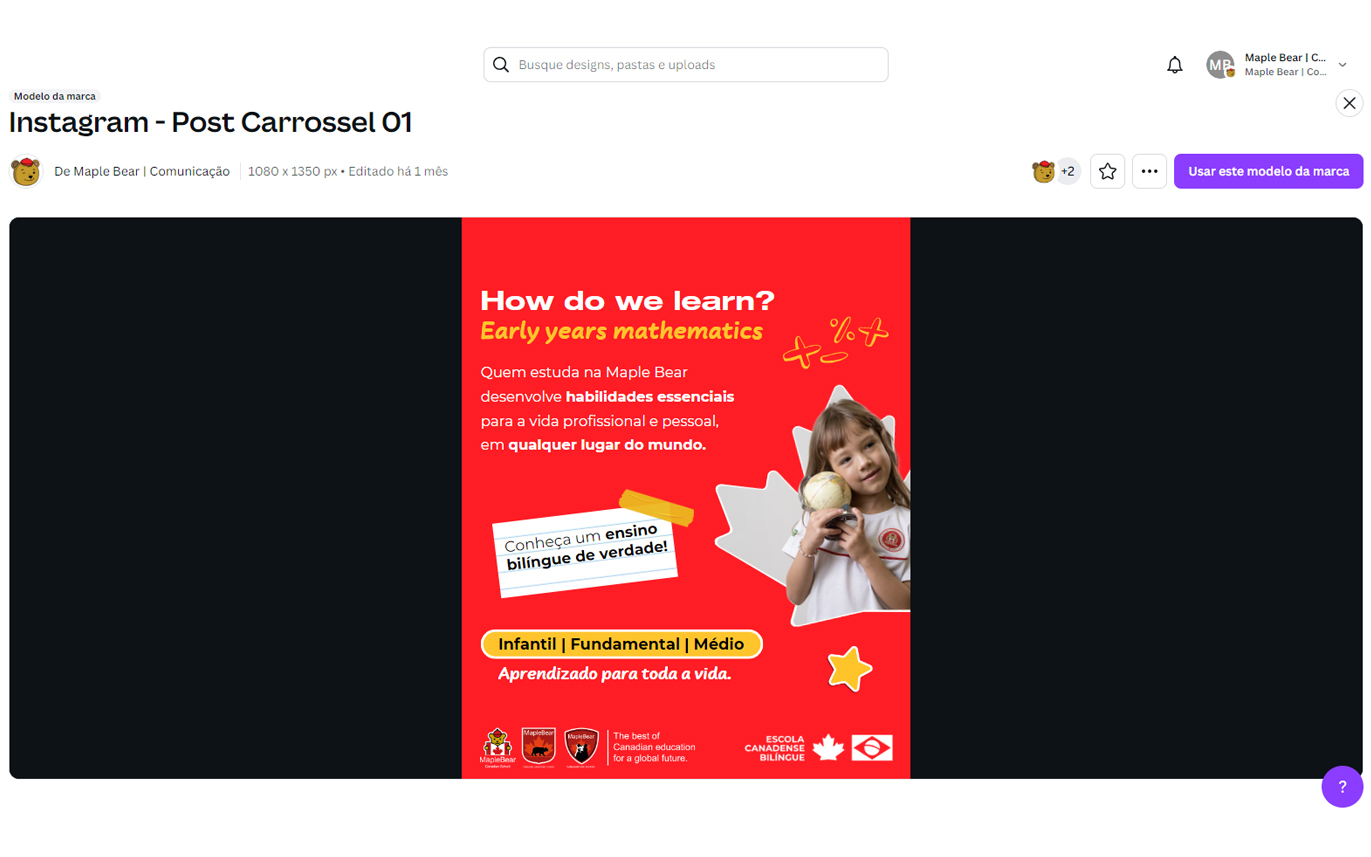 Busque designs, pastas e uploads
MB
Maple Bear | C...
Maple Bear | Co...
Modelo da marca
Instagram - Post Carrossel 01
De Maple Bear | Comunicação
1080 x 1350 px • Editado há 1 mês
+2
Usar este modelo da marca
How do we learn?
Early years mathematics
Quem estuda na Maple Bear
desenvolve habilidades essenciais
para a vida profissional e pessoal,
em qualquer lugar do mundo.
Conheça um ensino
bilíngue de verdade!
Infantil | Fundamental | Médio
Aprendizado para toda a vida.
MapleBear
MapleBear
MapleBear
The best of
Canadian education
for a global future.
ESCOLA
CANADENSE
BILÍNGUE
?